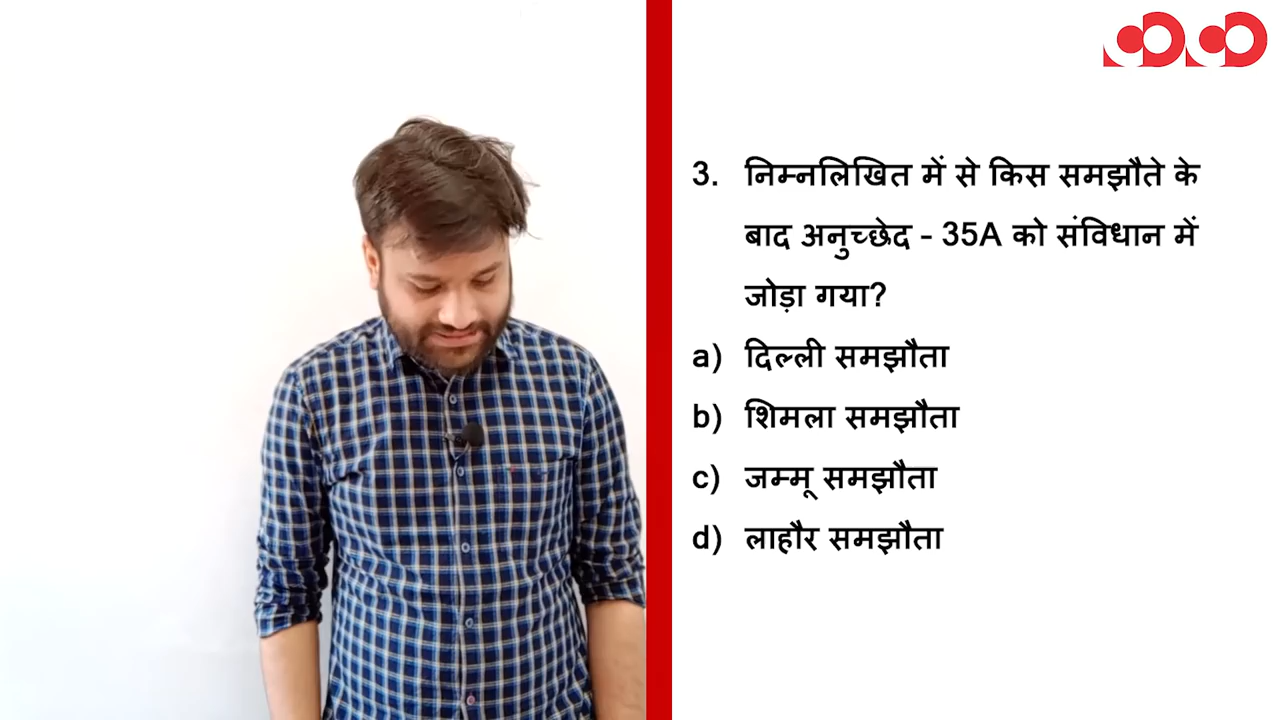 3. निम्नलिखित में से किस समझौते के
बाद अनुच्छेद – 35A को संविधान में
जोड़ा गया?
a) दिल्ली समझौता
b) शिमला समझौता
c) जम्मू समझौता
d) लाहौर समझौता